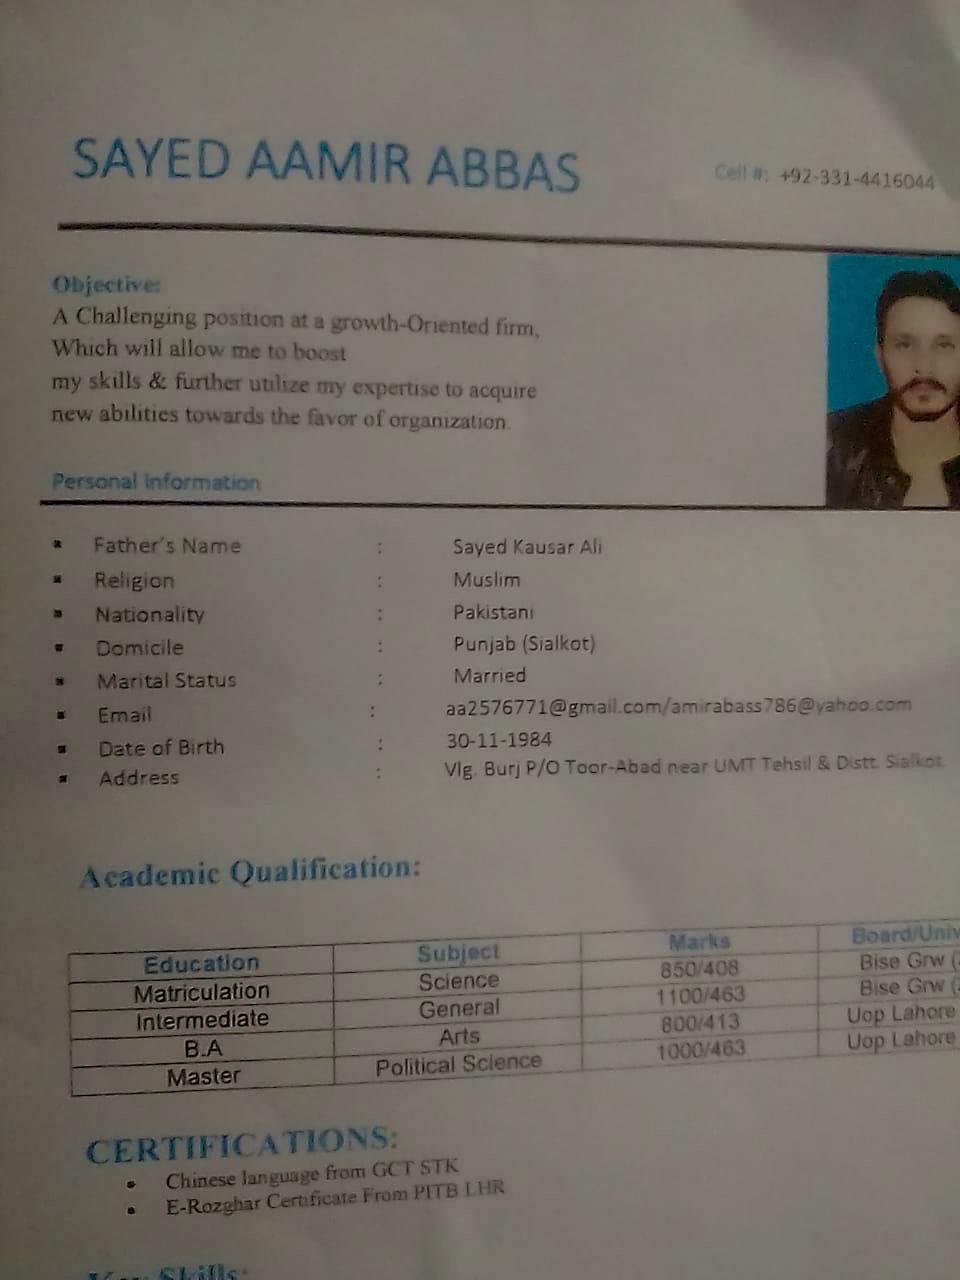 SAYED AAMIR ABBAS
Cell #: +92-331-4416044
Objective:
A Challenging position at a growth-Oriented firm,
Which will allow me to boost
my skills & further utilize my expertise to acquire
new abilities towards the favor of organization.
Personal Information
Father's Name : Sayed Kausar Ali
Religion : Muslim
Nationality : Pakistani
Domicile : Punjab (Sialkot)
Marital Status : Married
Email : aa2576771@gmail.com/amirabass786@yahoo.com
Date of Birth : 30-11-1984
Address : Vlg. Burj P/O Toor-Abad near UMT Tehsil & Distt. Sialkot.
Academic Qualification:
Education Subject Marks Board/Univ
Matriculation Science 850/408 Bise Grw (
Intermediate General 1100/463 Bise Grw (
B.A Arts 800/413 Uop Lahore
Master Political Science 1000/463 Uop Lahore
CERTIFICATIONS:
Chinese language from GCT STK
E-Rozghar Certificate From PITB LHR
Key Skills: